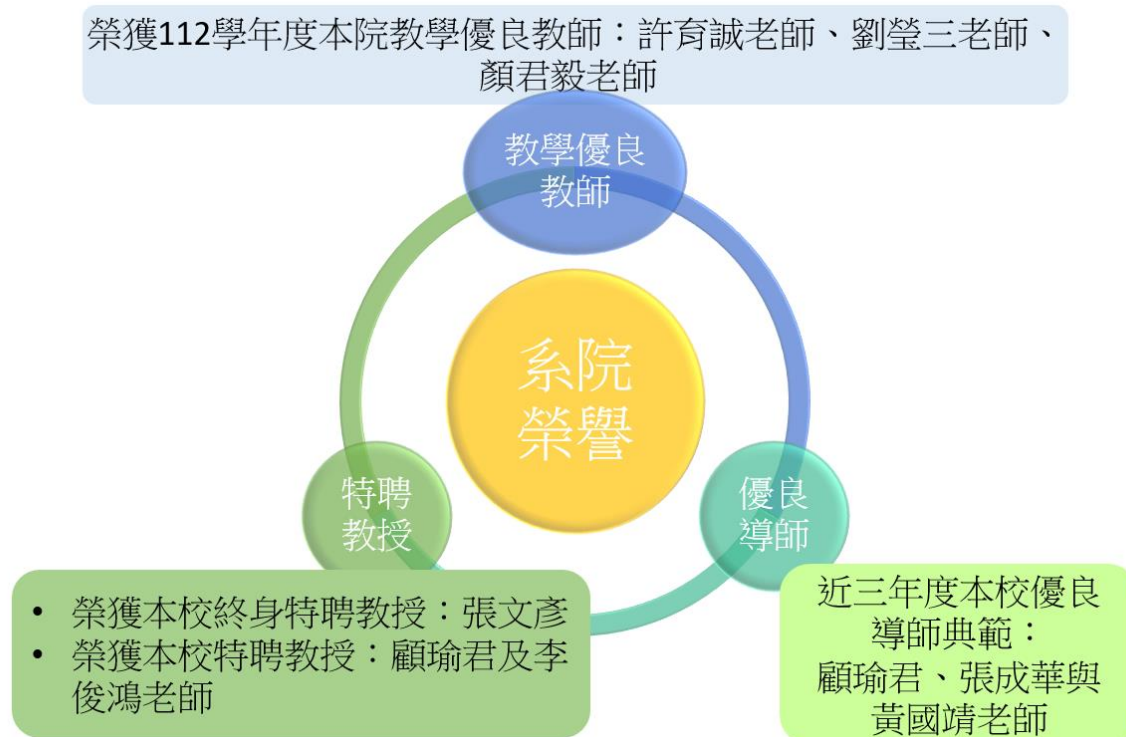 榮獲112學年度本院教學優良教師：許育誠老師、劉瑩三老師、
顏君毅老師
教學優良
教師
系院
榮譽
特聘
教授
優良
導師
• 榮獲本校終身特聘教授：張文彥
• 榮獲本校特聘教授：顧瑜君及李
俊鴻老師
近三年度本校優良
導師典範：
顧瑜君、張成華與
黃國靖老師